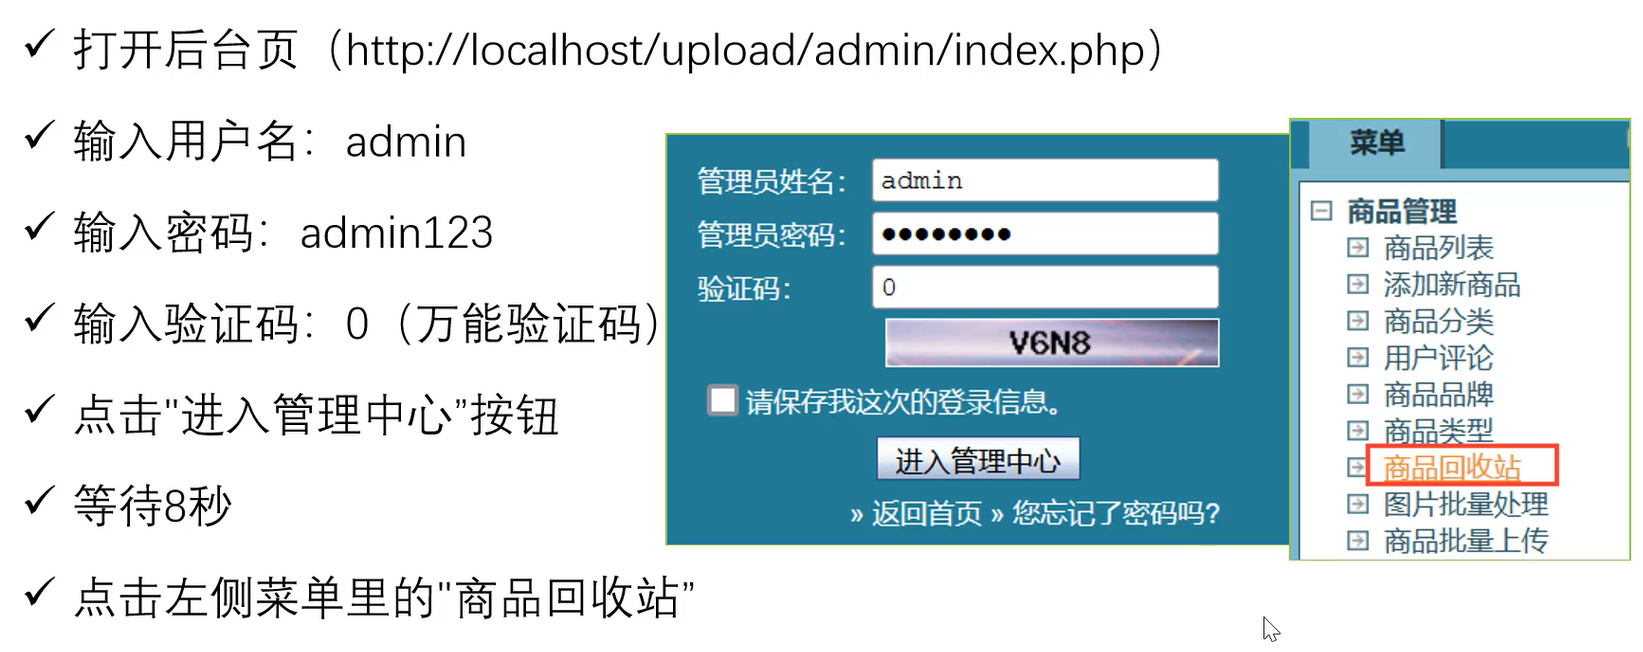 ✓ 打开后台页（http://localhost/upload/admin/index.php）
✓ 输入用户名：admin
✓ 输入密码：admin123
✓ 输入验证码：0（万能验证码）
✓ 点击"进入管理中心”按钮
✓ 等待8秒
✓ 点击左侧菜单里的"商品回收站”
管理员姓名： admin
管理员密码： ●●●●●●●●
验证码： 0
V6N8
请保存我这次的登录信息。
进入管理中心
» 返回首页 » 您忘记了密码吗?
菜单
商品管理
商品列表
添加新商品
商品分类
用户评论
商品品牌
商品类型
商品回收站
图片批量处理
商品批量上传